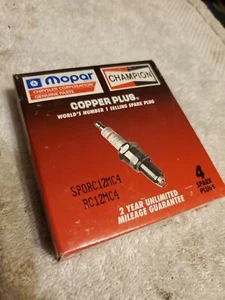 Mopar
CHRYSLER CORPORATION
GENUINE PARTS
CHAMPION
COPPER PLUS
WORLD'S NUMBER 1 SELLING SPARK PLUG
SPORC12MC4
RC12MC4
4
SPARK
PLUGS
2 YEAR UNLIMITED
MILEAGE GUARANTEE